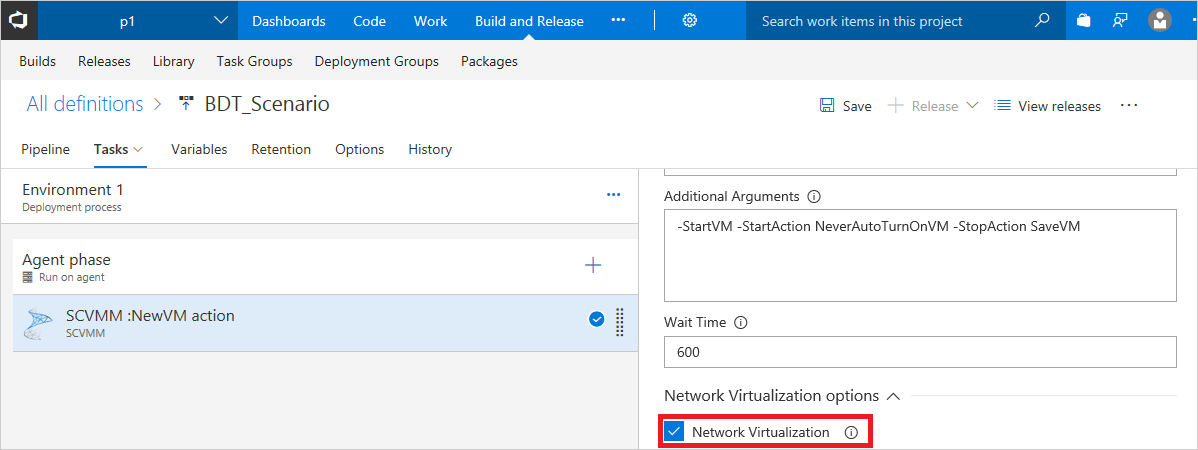 p1 Dashboards Code Work Build and Release ··· Search work items in this project
Builds Releases Library Task Groups Deployment Groups Packages
All definitions > BDT_Scenario Save + Release View releases ···
Pipeline Tasks Variables Retention Options History
Environment 1 ···
Deployment process
Agent phase +
Run on agent
SCVMM :NewVM action
SCVMM
Additional Arguments
-StartVM -StartAction NeverAutoTurnOnVM -StopAction SaveVM
Wait Time
600
Network Virtualization options
Network Virtualization